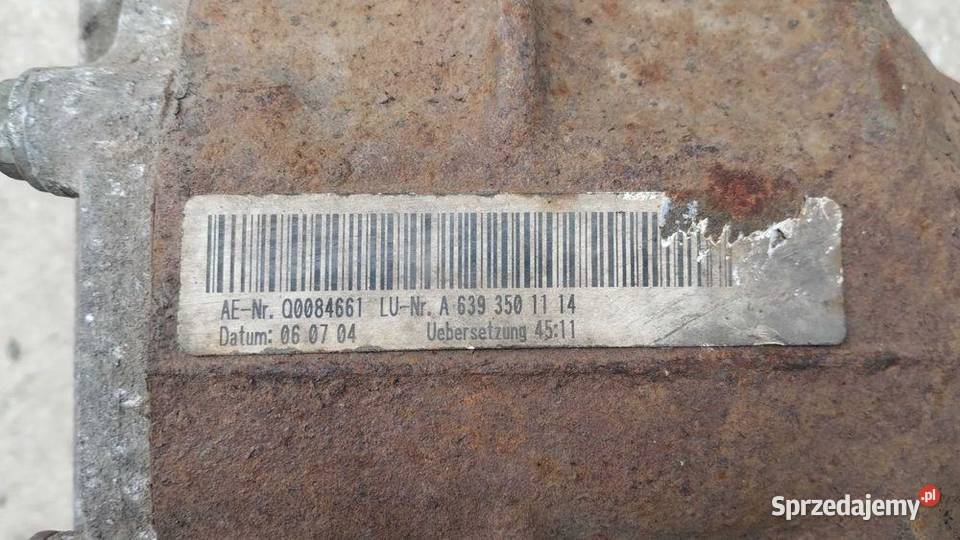 AE-Nr. Q0084661 LU-Nr. A 639 350 11 14
Datum: 06 07 04 Uebersetzung 45:11
Sprzedajemy.pl